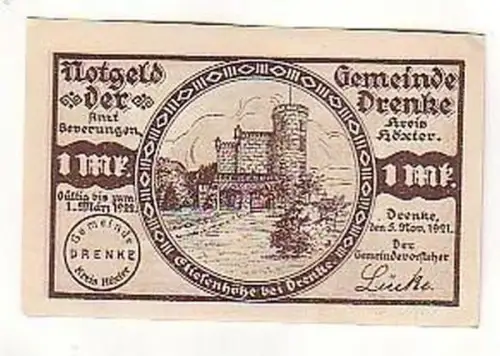 Notgeld
der
Amt
Beverungen.
1 Mk.
Gültig bis zum
1. März 1922.
Gemeinde
DRENKE
Kreis Höxter
Gemeinde
Drenke
Kreis
Höxter.
1 Mk.
Drenke,
den 5. Nov. 1921.
Der
Gemeindevorsteher
Lücke.
Elisenhöhe bei Drenke.